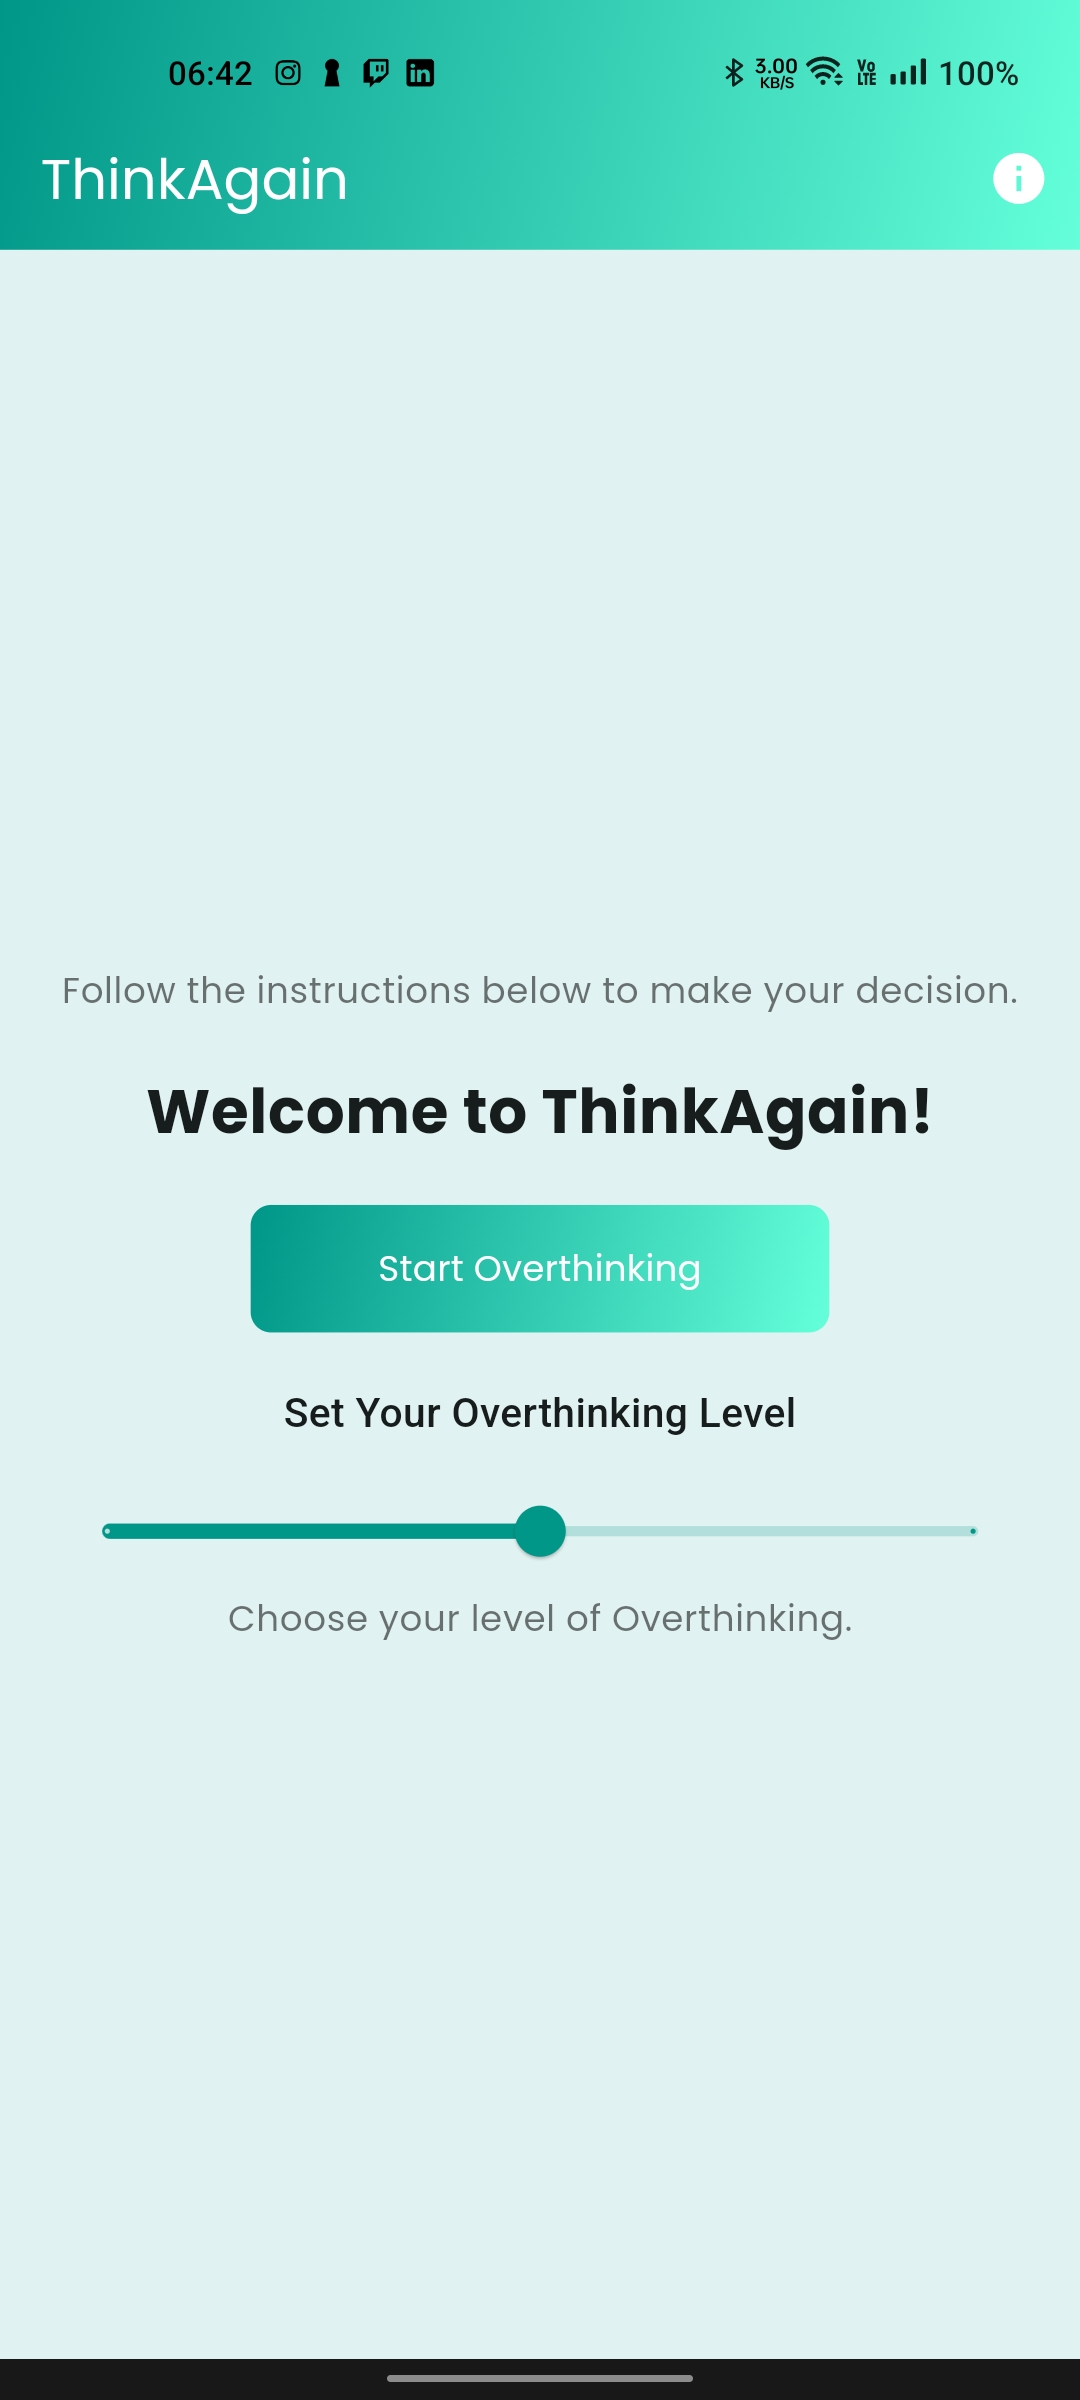 06:42 3.00 KB/S Vo LTE 100%
ThinkAgain
Follow the instructions below to make your decision.
Welcome to ThinkAgain!
Start Overthinking
Set Your Overthinking Level
Choose your level of Overthinking.